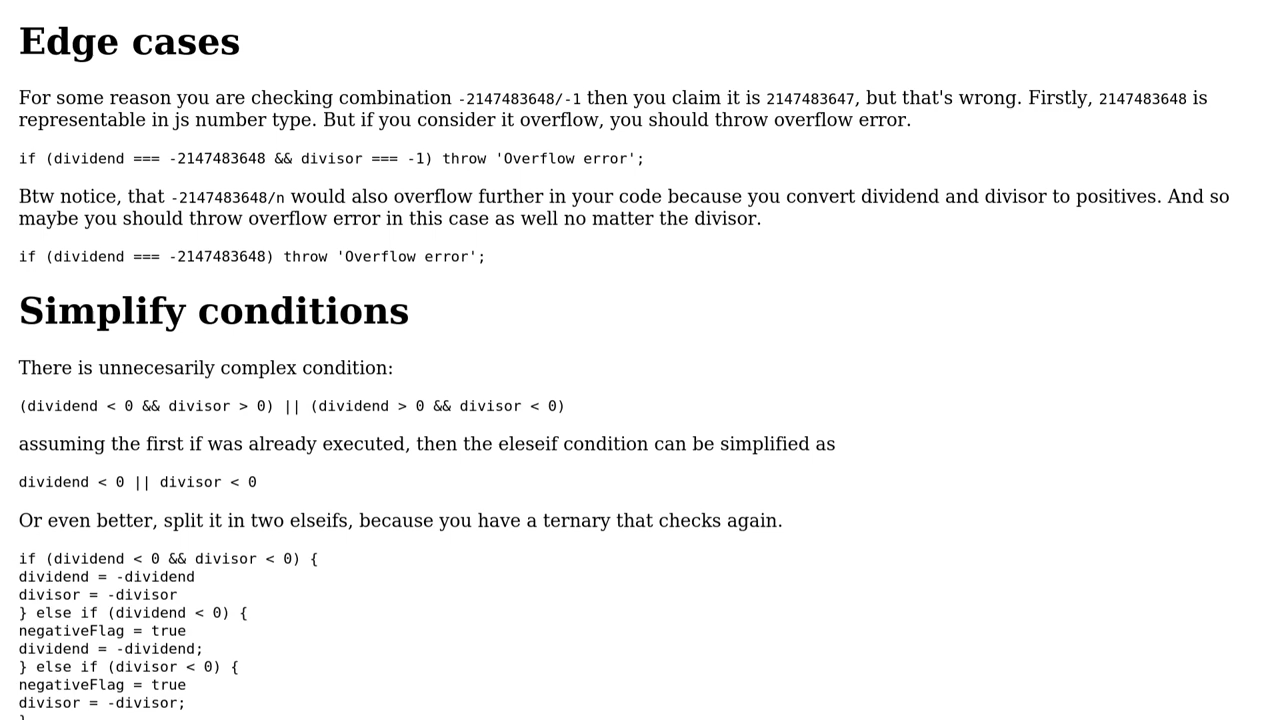 Edge cases
For some reason you are checking combination -2147483648/-1 then you claim it is 2147483647, but that's wrong. Firstly, 2147483648 is
representable in js number type. But if you consider it overflow, you should throw overflow error.
if (dividend === -2147483648 && divisor === -1) throw 'Overflow error';
Btw notice, that -2147483648/n would also overflow further in your code because you convert dividend and divisor to positives. And so
maybe you should throw overflow error in this case as well no matter the divisor.
if (dividend === -2147483648) throw 'Overflow error';
Simplify conditions
There is unnecesarily complex condition:
(dividend < 0 && divisor > 0) || (dividend > 0 && divisor < 0)
assuming the first if was already executed, then the eleseif condition can be simplified as
dividend < 0 || divisor < 0
Or even better, split it in two elseifs, because you have a ternary that checks again.
if (dividend < 0 && divisor < 0) {
dividend = -dividend
divisor = -divisor
} else if (dividend < 0) {
negativeFlag = true
dividend = -dividend;
} else if (divisor < 0) {
negativeFlag = true
divisor = -divisor;
}